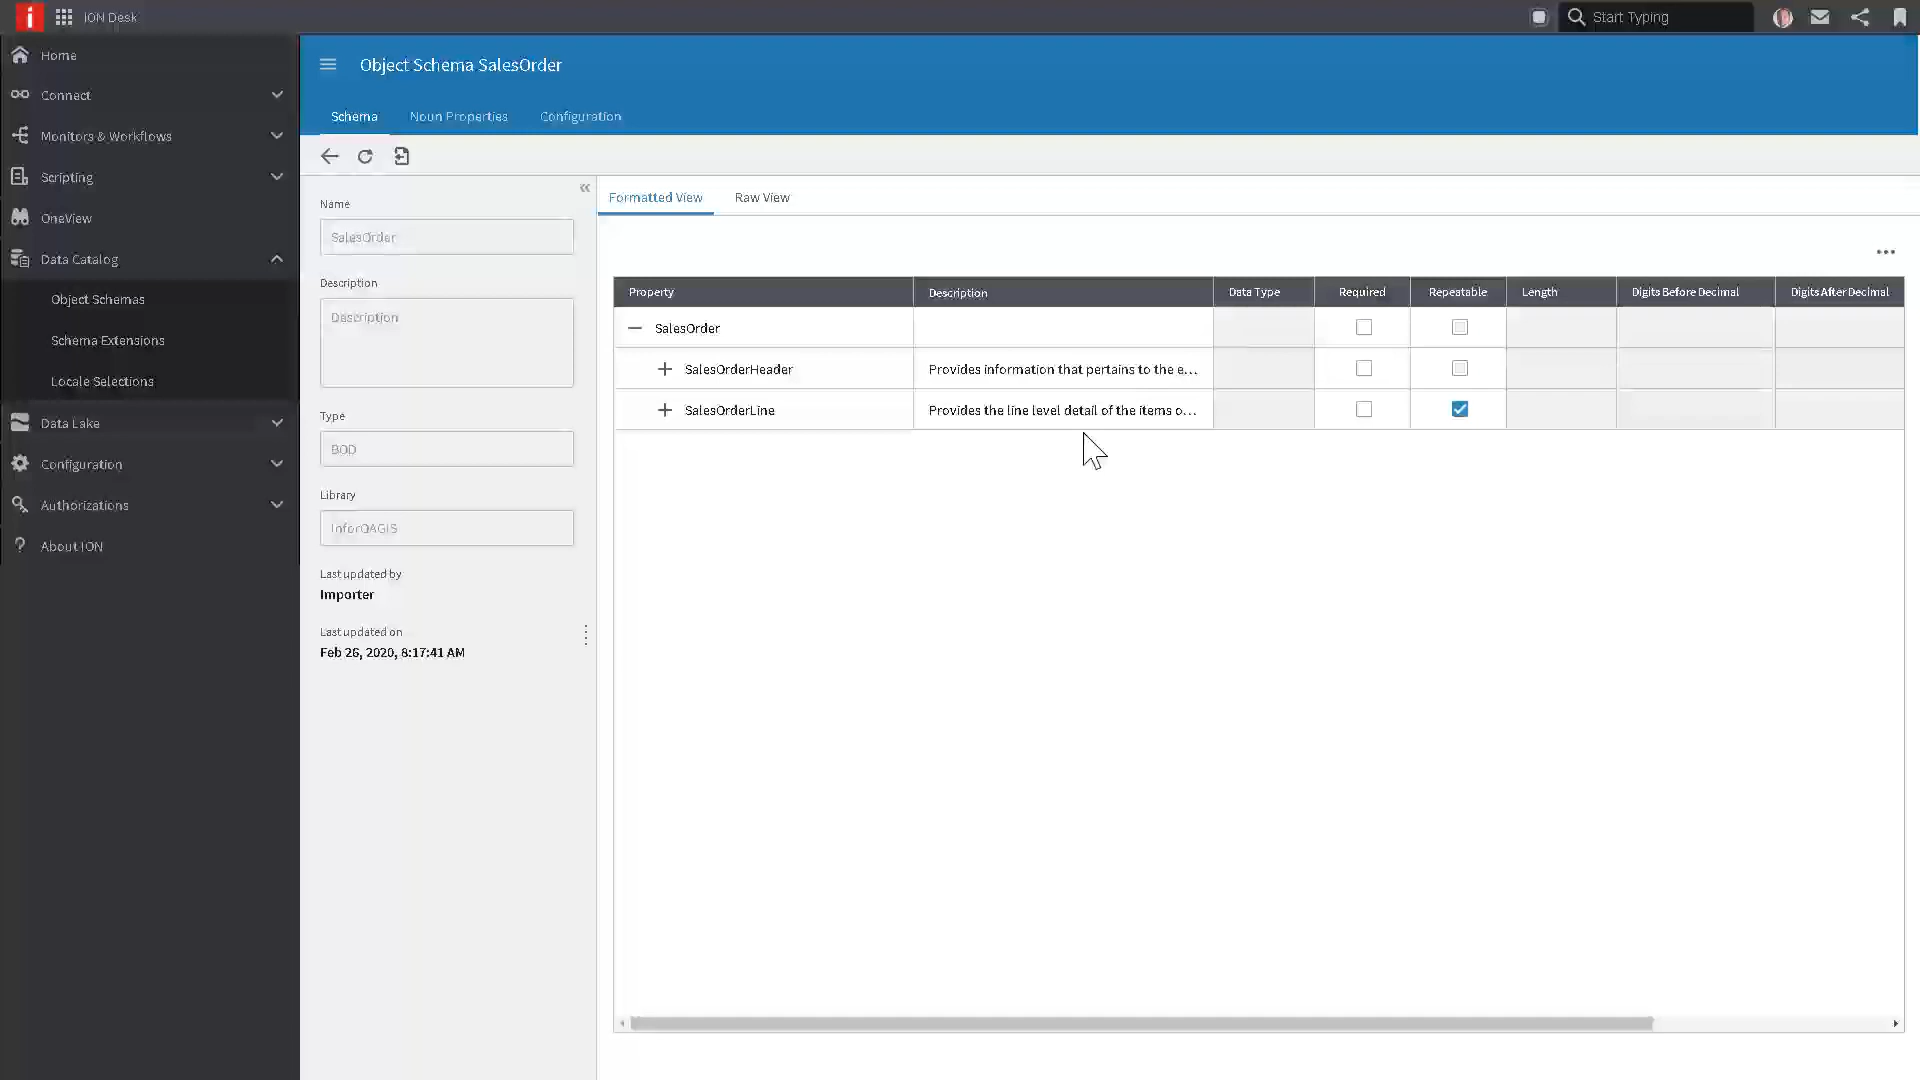 ION Desk
Start Typing
Home
Connect
Monitors & Workflows
Scripting
OneView
Data Catalog
Object Schemas
Schema Extensions
Locale Selections
Data Lake
Configuration
Authorizations
? About ION
Object Schema SalesOrder
Schema Noun Properties Configuration
Name
SalesOrder
Description
Description
Type
BOD
Library
InforOAGIS
Last updated by
Importer
Last updated on
Feb 26, 2020, 8:17:41 AM
Formatted View Raw View
Property Description Data Type Required Repeatable Length Digits Before Decimal Digits After Decimal
SalesOrder
SalesOrderHeader Provides information that pertains to the e...
SalesOrderLine Provides the line level detail of the items o...